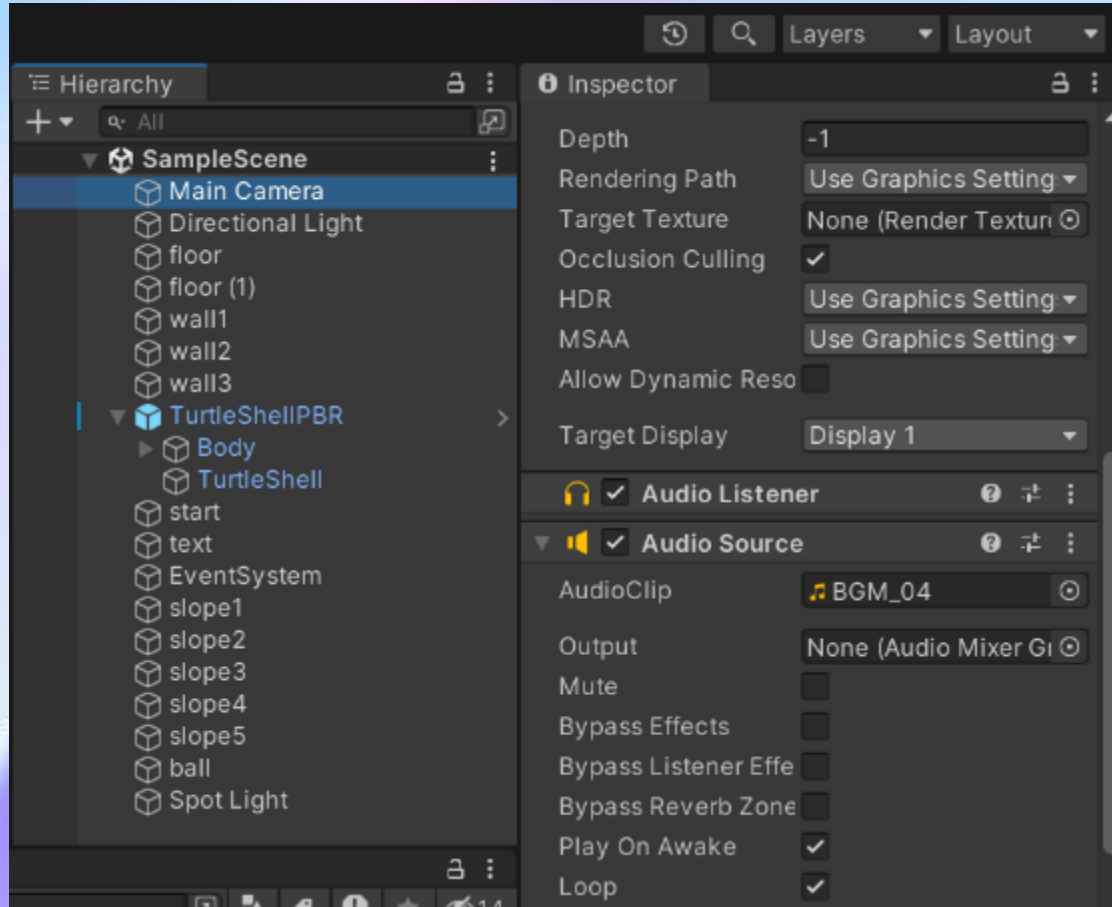 Layers
Layout
Hierarchy
All
SampleScene
Main Camera
Directional Light
floor
floor (1)
wall1
wall2
wall3
TurtleShellPBR
Body
TurtleShell
start
text
EventSystem
slope1
slope2
slope3
slope4
slope5
ball
Spot Light
14
Inspector
Depth -1
Rendering Path Use Graphics Setting
Target Texture None (Render Texture
Occlusion Culling
HDR Use Graphics Setting
MSAA Use Graphics Setting
Allow Dynamic Reso
Target Display Display 1
Audio Listener
Audio Source
AudioClip BGM_04
Output None (Audio Mixer Gr
Mute
Bypass Effects
Bypass Listener Effe
Bypass Reverb Zone
Play On Awake
Loop